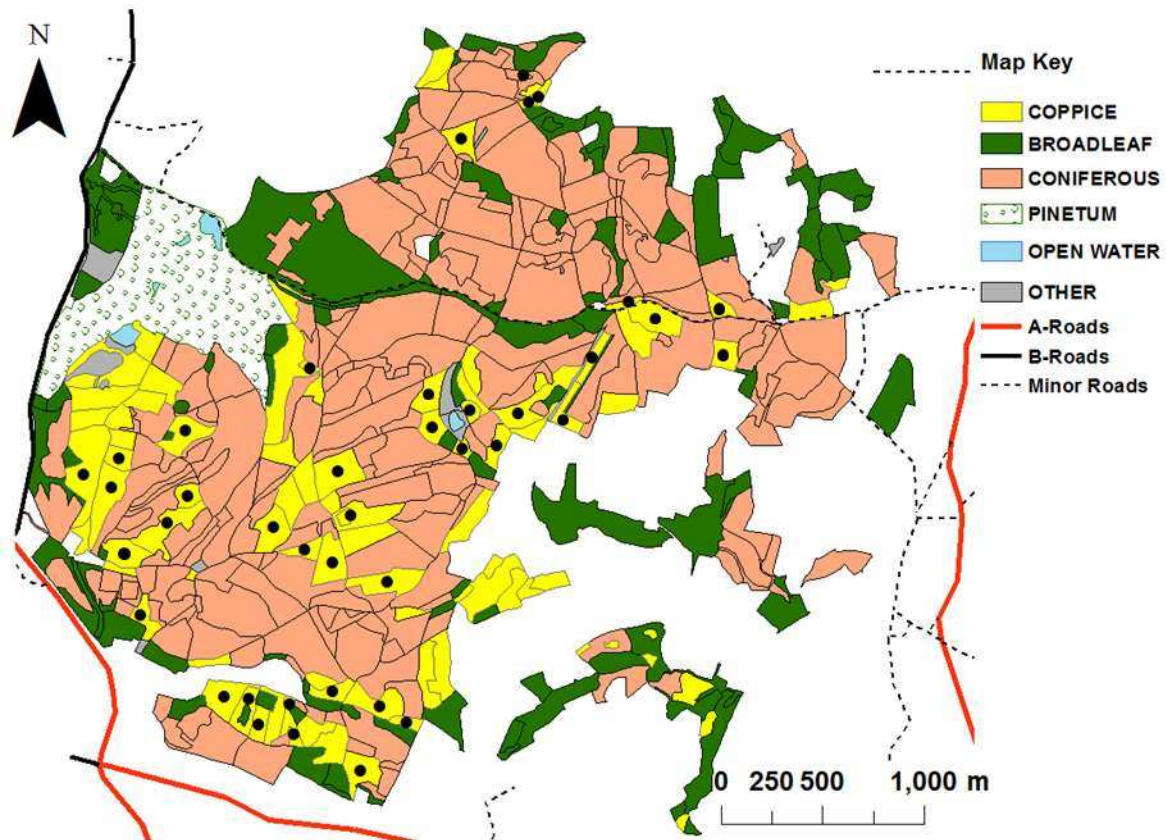 N
Map Key
COPPICE
BROADLEAF
CONIFEROUS
PINETUM
OPEN WATER
OTHER
A-Roads
B-Roads
Minor Roads
0 250 500 1,000 m